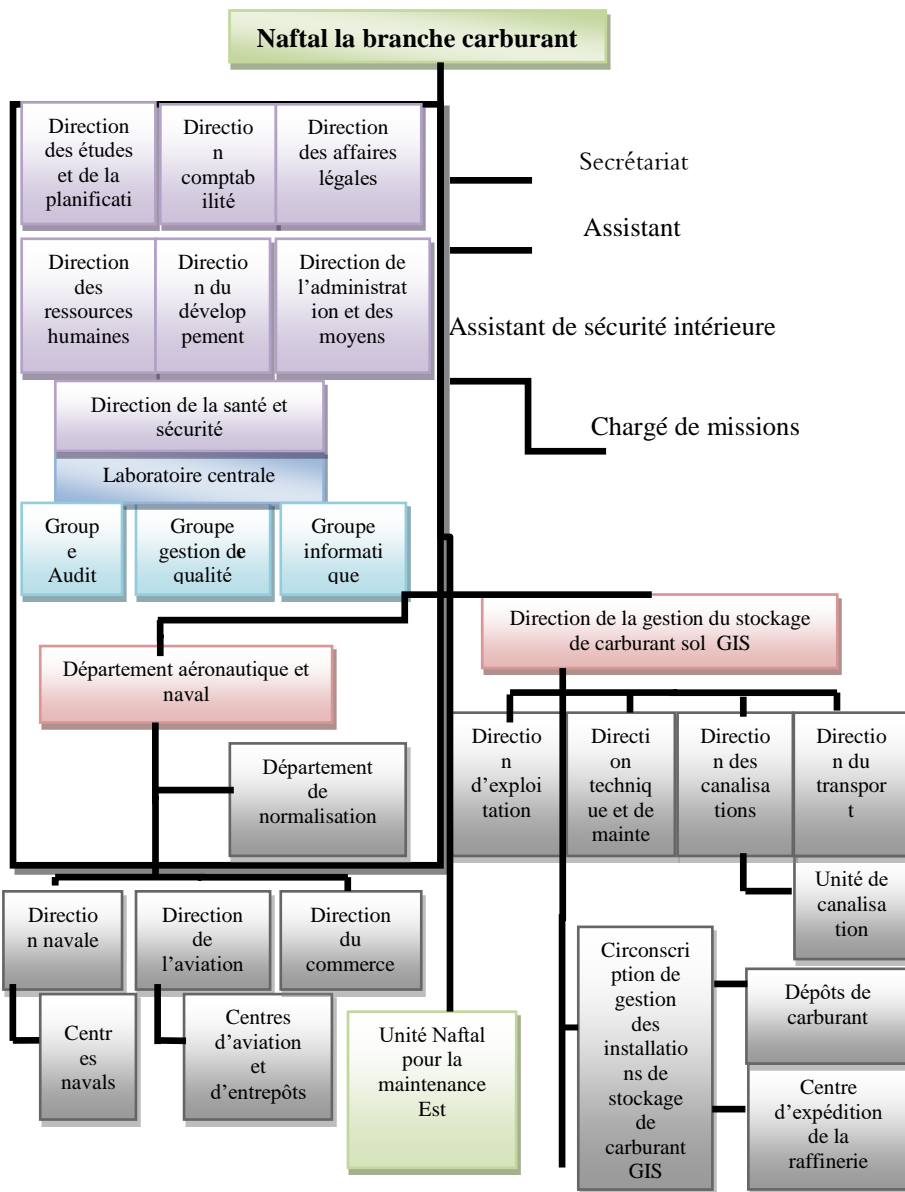 Naftal la branche carburant
Direction
des études
et de la
planificati
Directio
n
comptab
ilité
Direction
des affaires
légales
Secrétariat
Assistant
Direction
des
ressources
humaines
Directio
n du
dévelop
pement
Direction de
l’administrat
ion et des
moyens
Assistant de sécurité intérieure
Chargé de missions
Direction de la santé et
sécurité
Laboratoire centrale
Group
e
Audit
Groupe
gestion de
qualité
Groupe
informati
que
Direction de la gestion du stockage
de carburant sol GIS
Département aéronautique et
naval
Département
de
normalisation
Directio
n
d’exploi
tation
Directi
on
techniq
ue et de
mainte
Directio
n des
canalisa
tions
Directio
n du
transpor
t
Unité de
canalisa
tion
Directio
n navale
Direction
de
l’aviation
Direction
du
commerce
Centr
es
navals
Centres
d’aviation
et
d’entrepôts
Unité Naftal
pour la
maintenance
Est
Circonscri
ption de
gestion
des
installatio
ns de
stockage
de
carburant
GIS
Dépôts de
carburant
Centre
d’expédition
de la
raffinerie